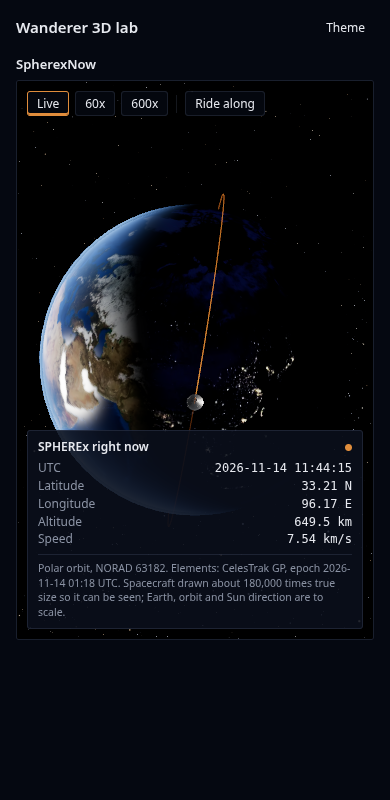 Wanderer 3D lab
Theme
SpherexNow
Live
60x
600x
Ride along
SPHEREx right now
UTC 2026-11-14 11:44:15
Latitude 33.21 N
Longitude 96.17 E
Altitude 649.5 km
Speed 7.54 km/s
Polar orbit, NORAD 63182. Elements: CelesTrak GP, epoch 2026-
11-14 01:18 UTC. Spacecraft drawn about 180,000 times true
size so it can be seen; Earth, orbit and Sun direction are to
scale.